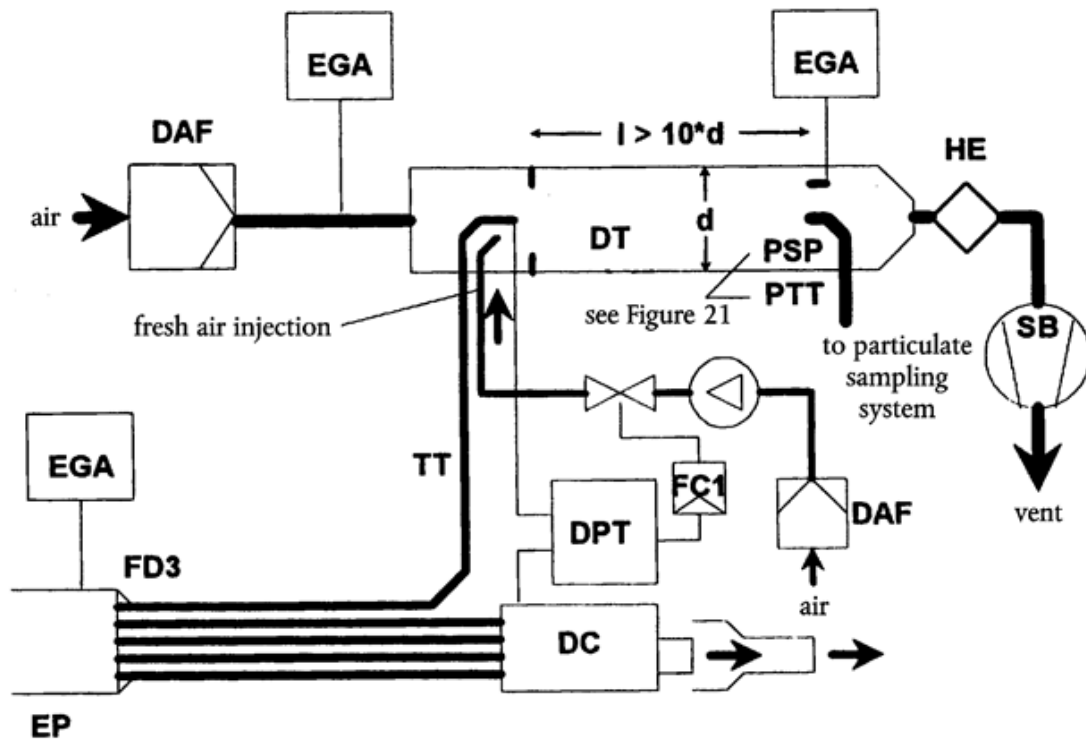 EGA
EGA
DAF
l > 10*d
HE
air
DT
d
PSP
PTT
fresh air injection
see Figure 21
SB
to particulate
sampling
system
EGA
TT
FC1
DAF
vent
DPT
FD3
air
DC
EP